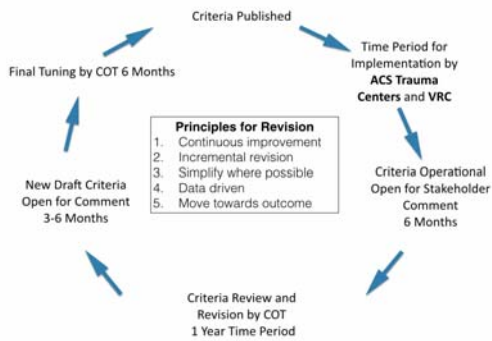 Criteria Published
Time Period for
Implementation by
ACS Trauma
Centers and VRC
Criteria Operational
Open for Stakeholder
Comment
6 Months
Criteria Review and
Revision by COT
1 Year Time Period
New Draft Criteria
Open for Comment
3-6 Months
Final Tuning by COT 6 Months
Principles for Revision
1. Continuous improvement
2. Incremental revision
3. Simplify where possible
4. Data driven
5. Move towards outcome